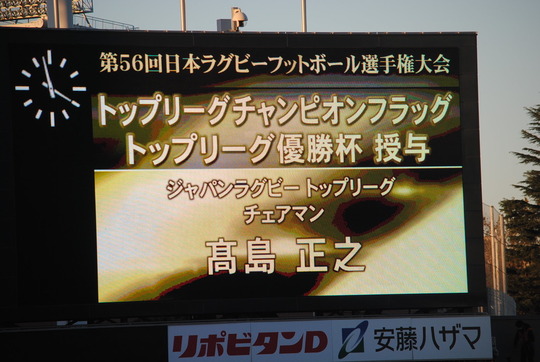 第56回日本ラグビーフットボール選手権大会
トップリーグチャンピオンフラッグ
トップリーグ優勝杯 授与
ジャパンラグビー トップリーグ
チェアマン
髙島 正之
リポビタンD 安藤ハザマ